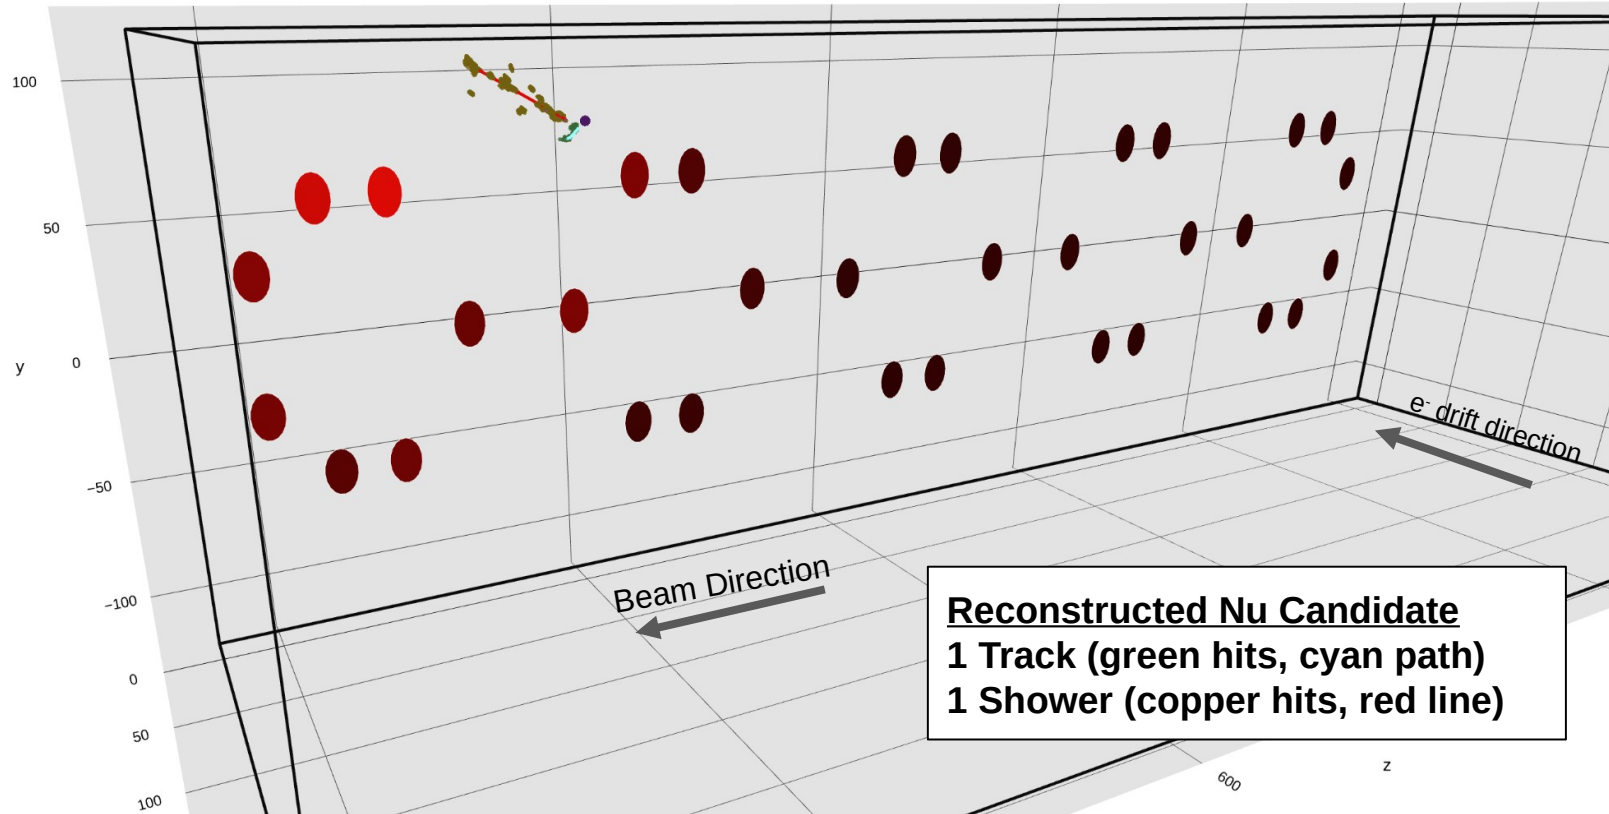 100
50
y
0
−50
−100
0
50
100
e⁻ drift direction
Beam Direction
Reconstructed Nu Candidate
1 Track (green hits, cyan path)
1 Shower (copper hits, red line)
z
600